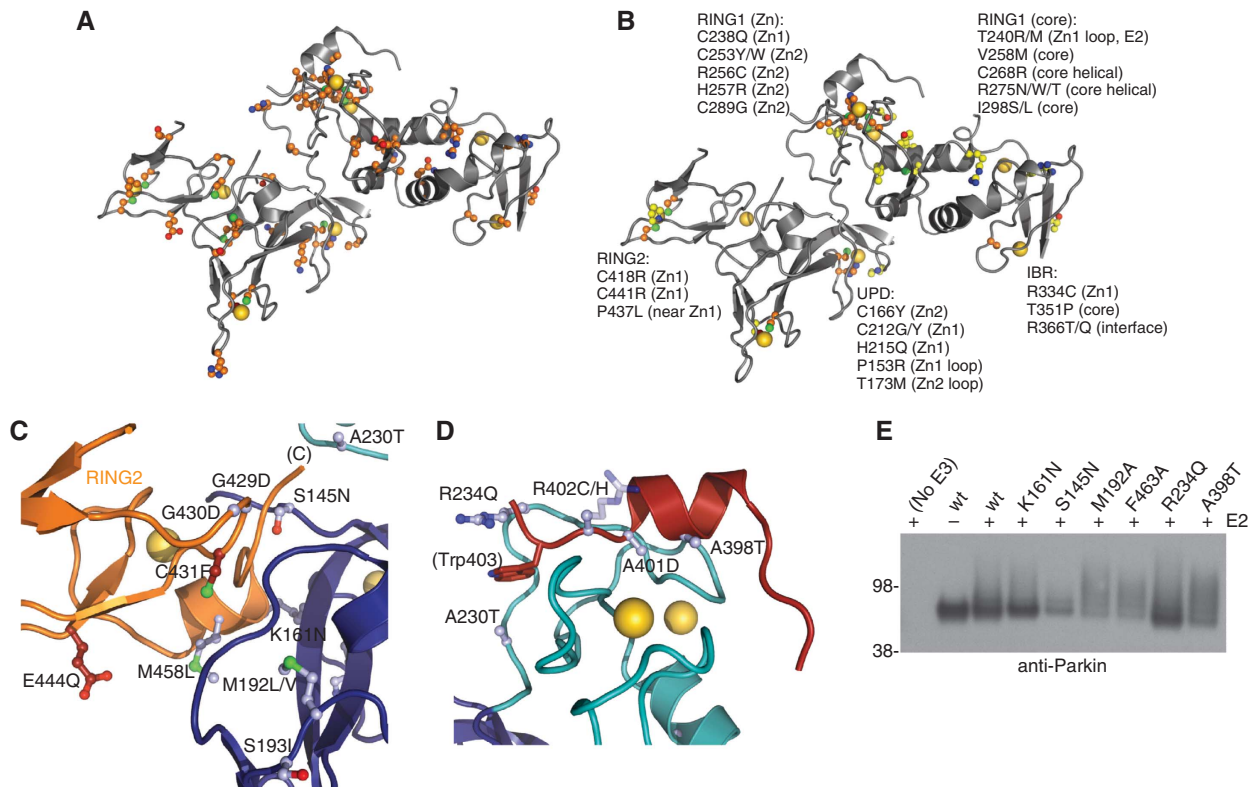 A
B
RING1 (Zn):
C238Q (Zn1)
C253Y/W (Zn2)
R256C (Zn2)
H257R (Zn2)
C289G (Zn2)
RING1 (core):
T240R/M (Zn1 loop, E2)
V258M (core)
C268R (core helical)
R275N/W/T (core helical)
I298S/L (core)
RING2:
C418R (Zn1)
C441R (Zn1)
P437L (near Zn1)
UPD:
C166Y (Zn2)
C212G/Y (Zn1)
H215Q (Zn1)
P153R (Zn1 loop)
T173M (Zn2 loop)
IBR:
R334C (Zn1)
T351P (core)
R366T/Q (interface)
C
RING2
(C)
A230T
G429D
S145N
G430D
C431F
K161N
M458L
M192L/V
E444Q
S193I
D
R234Q
R402C/H
(Trp403)
A398T
A401D
A230T
E
(No E3)
wt
wt
K161N
S145N
M192A
F463A
R234Q
A398T
+ − + + + + + + + E2
98-
38-
anti-Parkin